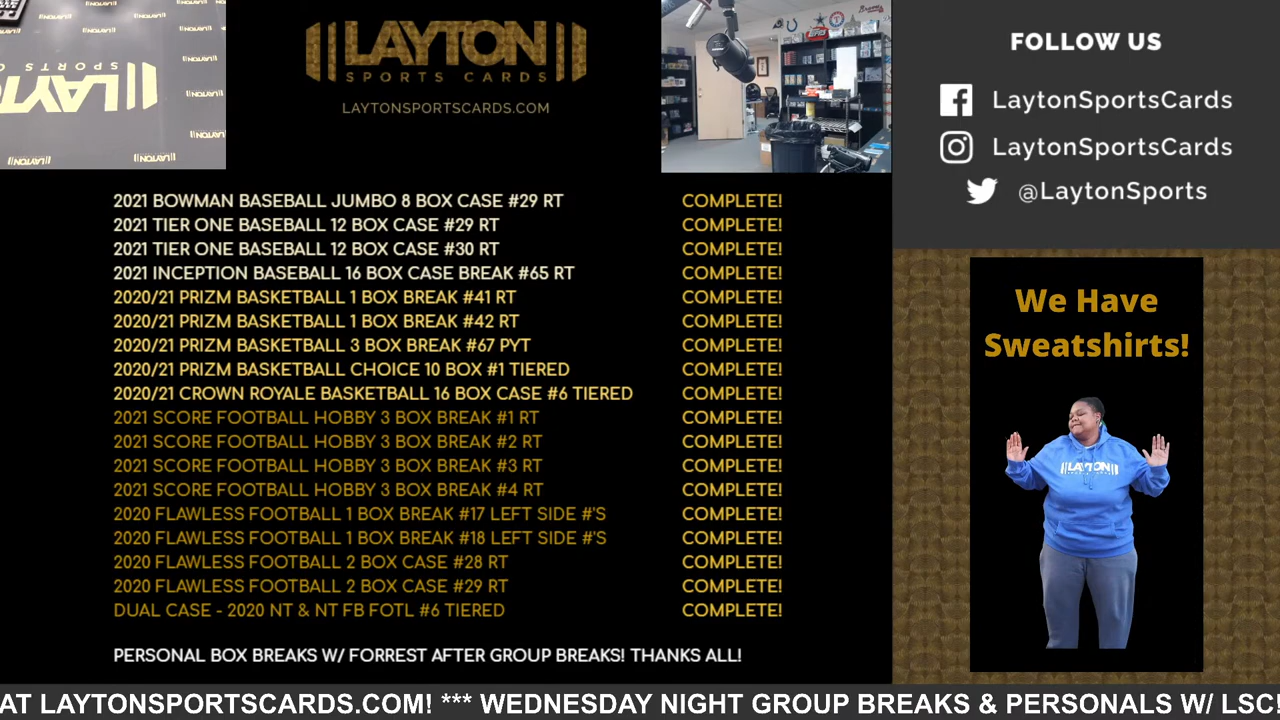 LAYTON
SPORTS CARDS
LAYTONSPORTSCARDS.COM
2021 BOWMAN BASEBALL JUMBO 8 BOX CASE #29 RT COMPLETE!
2021 TIER ONE BASEBALL 12 BOX CASE #29 RT COMPLETE!
2021 TIER ONE BASEBALL 12 BOX CASE #30 RT COMPLETE!
2021 INCEPTION BASEBALL 16 BOX CASE BREAK #65 RT COMPLETE!
2020/21 PRIZM BASKETBALL 1 BOX BREAK #41 RT COMPLETE!
2020/21 PRIZM BASKETBALL 1 BOX BREAK #42 RT COMPLETE!
2020/21 PRIZM BASKETBALL 3 BOX BREAK #67 PYT COMPLETE!
2020/21 PRIZM BASKETBALL CHOICE 10 BOX #1 TIERED COMPLETE!
2020/21 CROWN ROYALE BASKETBALL 16 BOX CASE #6 TIERED COMPLETE!
2021 SCORE FOOTBALL HOBBY 3 BOX BREAK #1 RT COMPLETE!
2021 SCORE FOOTBALL HOBBY 3 BOX BREAK #2 RT COMPLETE!
2021 SCORE FOOTBALL HOBBY 3 BOX BREAK #3 RT COMPLETE!
2021 SCORE FOOTBALL HOBBY 3 BOX BREAK #4 RT COMPLETE!
2020 FLAWLESS FOOTBALL 1 BOX BREAK #17 LEFT SIDE #'S COMPLETE!
2020 FLAWLESS FOOTBALL 1 BOX BREAK #18 LEFT SIDE #'S COMPLETE!
2020 FLAWLESS FOOTBALL 2 BOX CASE #28 RT COMPLETE!
2020 FLAWLESS FOOTBALL 2 BOX CASE #29 RT COMPLETE!
DUAL CASE - 2020 NT & NT FB FOTL #6 TIERED COMPLETE!
PERSONAL BOX BREAKS W/ FORREST AFTER GROUP BREAKS! THANKS ALL!
FOLLOW US
LaytonSportsCards
LaytonSportsCards
@LaytonSports
We Have
Sweatshirts!
LAYTON
AT LAYTONSPORTSCARDS.COM! *** WEDNESDAY NIGHT GROUP BREAKS & PERSONALS W/ LSC!